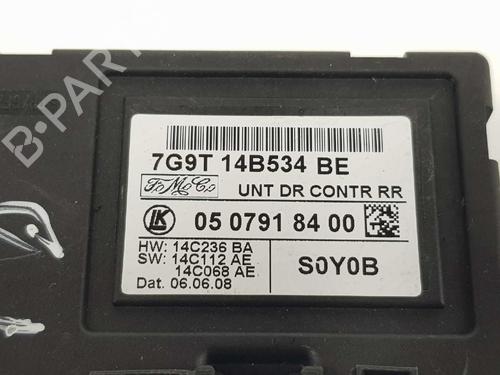 7G9T 14B534 BE
FoMoCo
UNT DR CONTR RR
LK
05 0791 84 00
HW: 14C236 BA
SW: 14C112 AE
14C068 AE
Dat. 06.06.08
S0Y0B
B-PARTS